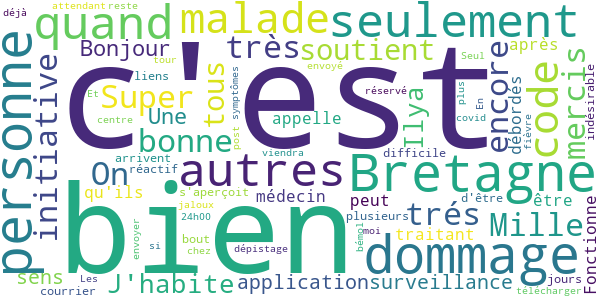 déjà
attendant
reste
personne
quand
malade
seulement
Bonjour
très
soutient
encore
après
initiative
c'est
tous
liens
symptômes
Seul
tour
envoyé
code
mercis
indésirable
Super
Et
Une
centre
post
appelle
Ilya
réservé
plus
covid
En
débordés
fièvre
bonne
On
arrivent
réactif
autres
viendra
difficile
Bretagne
qu'ils
s'aperçoit
médecin
peut
d'être
jaloux
24h00
plusieurs
trés
être
Mille
bien
envoyer
si
bout
chez
dépistage
bémol
moi
traitant
dommage
Fonctionne
sens
Les
J'habite
application
surveillance
jours
courrier
télécharger